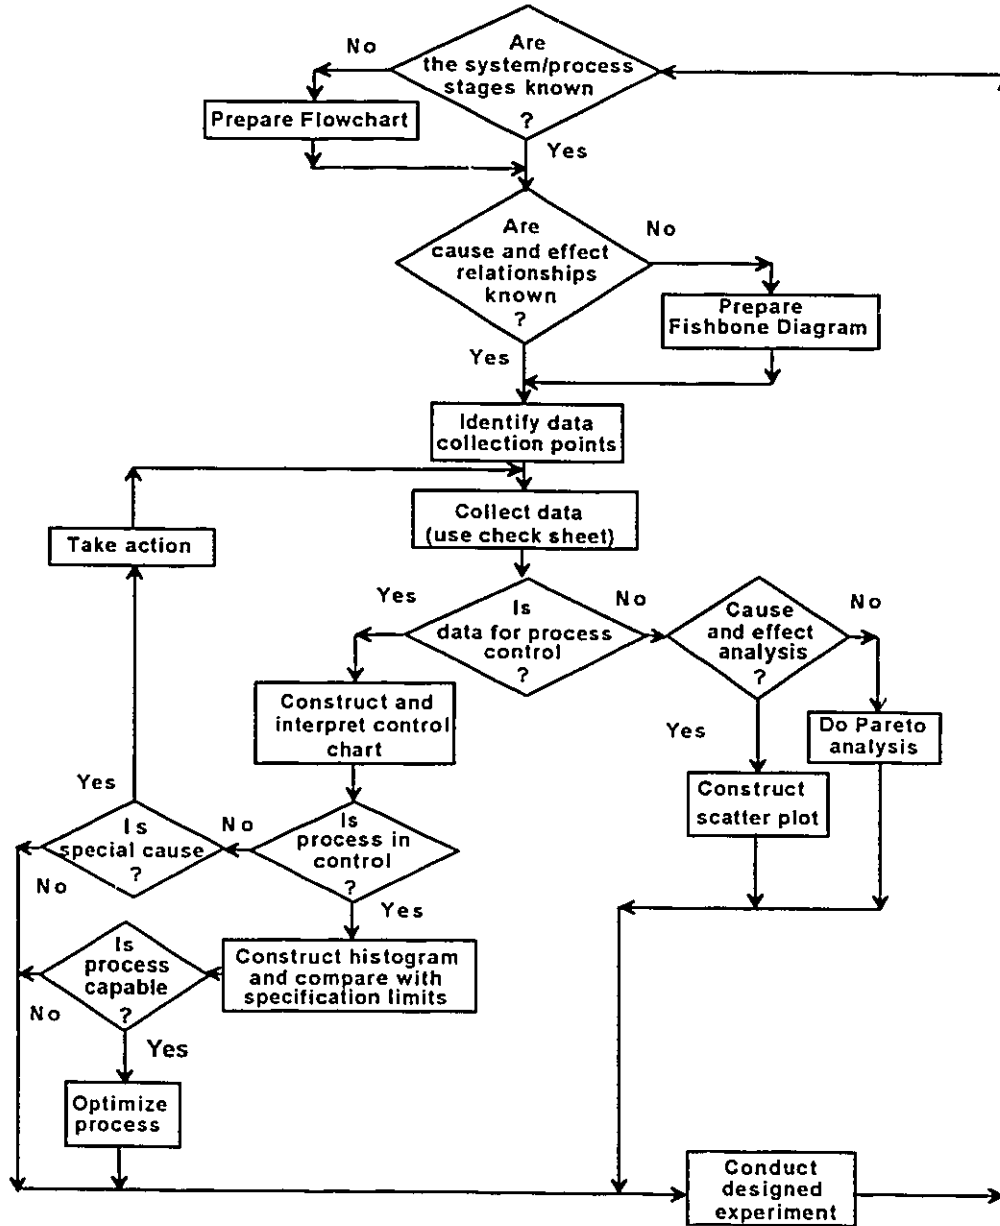 Are
No
the system/process
stages known
?
Prepare Flowchart
Yes
Are
No
cause and effect
relationships
known
?
Prepare
Fishbone Diagram
Yes
Identify data
collection points
Collect data
(use check sheet)
Take action
Yes
Is
data for process
control
?
No
Cause
and effect
analysis
?
No
Construct and
interpret control
chart
Yes
Do Pareto
analysis
Construct
scatter plot
Yes
Is
special cause
?
No
Is
process in
control
?
No
Yes
Is
process
capable
?
Construct histogram
and compare with
specification limits
No
Yes
Optimize
process
Conduct
designed
experiment